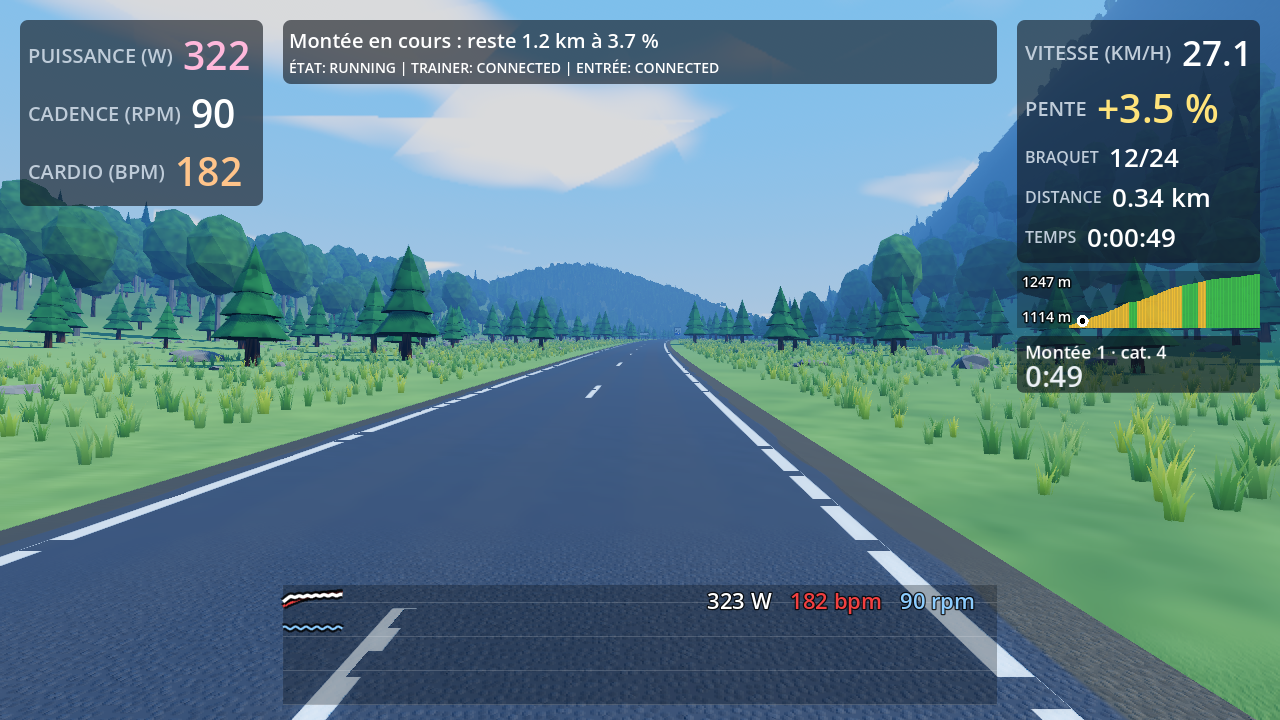 PUISSANCE (W) 322
CADENCE (RPM) 90
CARDIO (BPM) 182
Montée en cours : reste 1.2 km à 3.7 %
ÉTAT: RUNNING | TRAINER: CONNECTED | ENTRÉE: CONNECTED
VITESSE (KM/H) 27.1
PENTE +3.5 %
BRAQUET 12/24
DISTANCE 0.34 km
TEMPS 0:00:49
1247 m
1114 m
Montée 1 · cat. 4
0:49
323 W 182 bpm 90 rpm